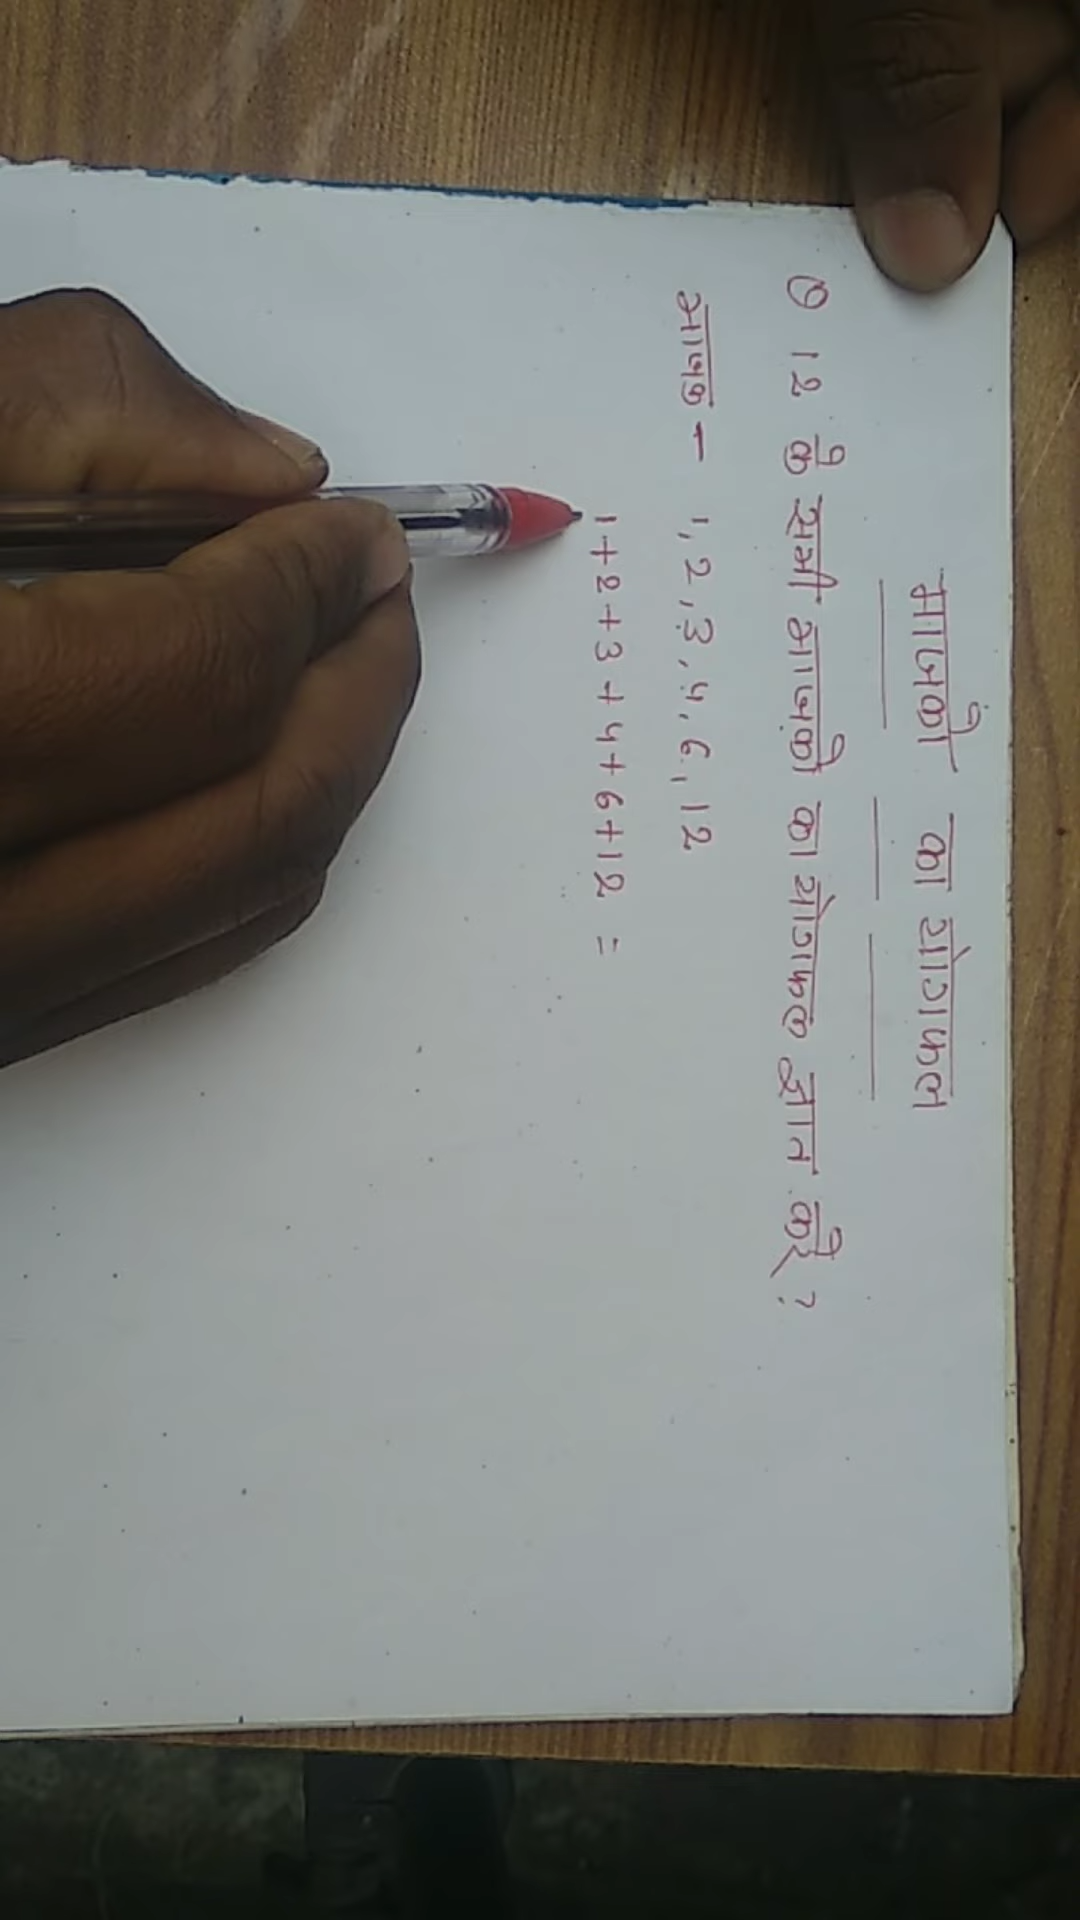 भाजकों का योगफल
Q 12 के सभी भाजको का योगफल ज्ञात करे ?
भाजक - 1, 2, 3, 4, 6, 12
1+2+3+4+6+12 =